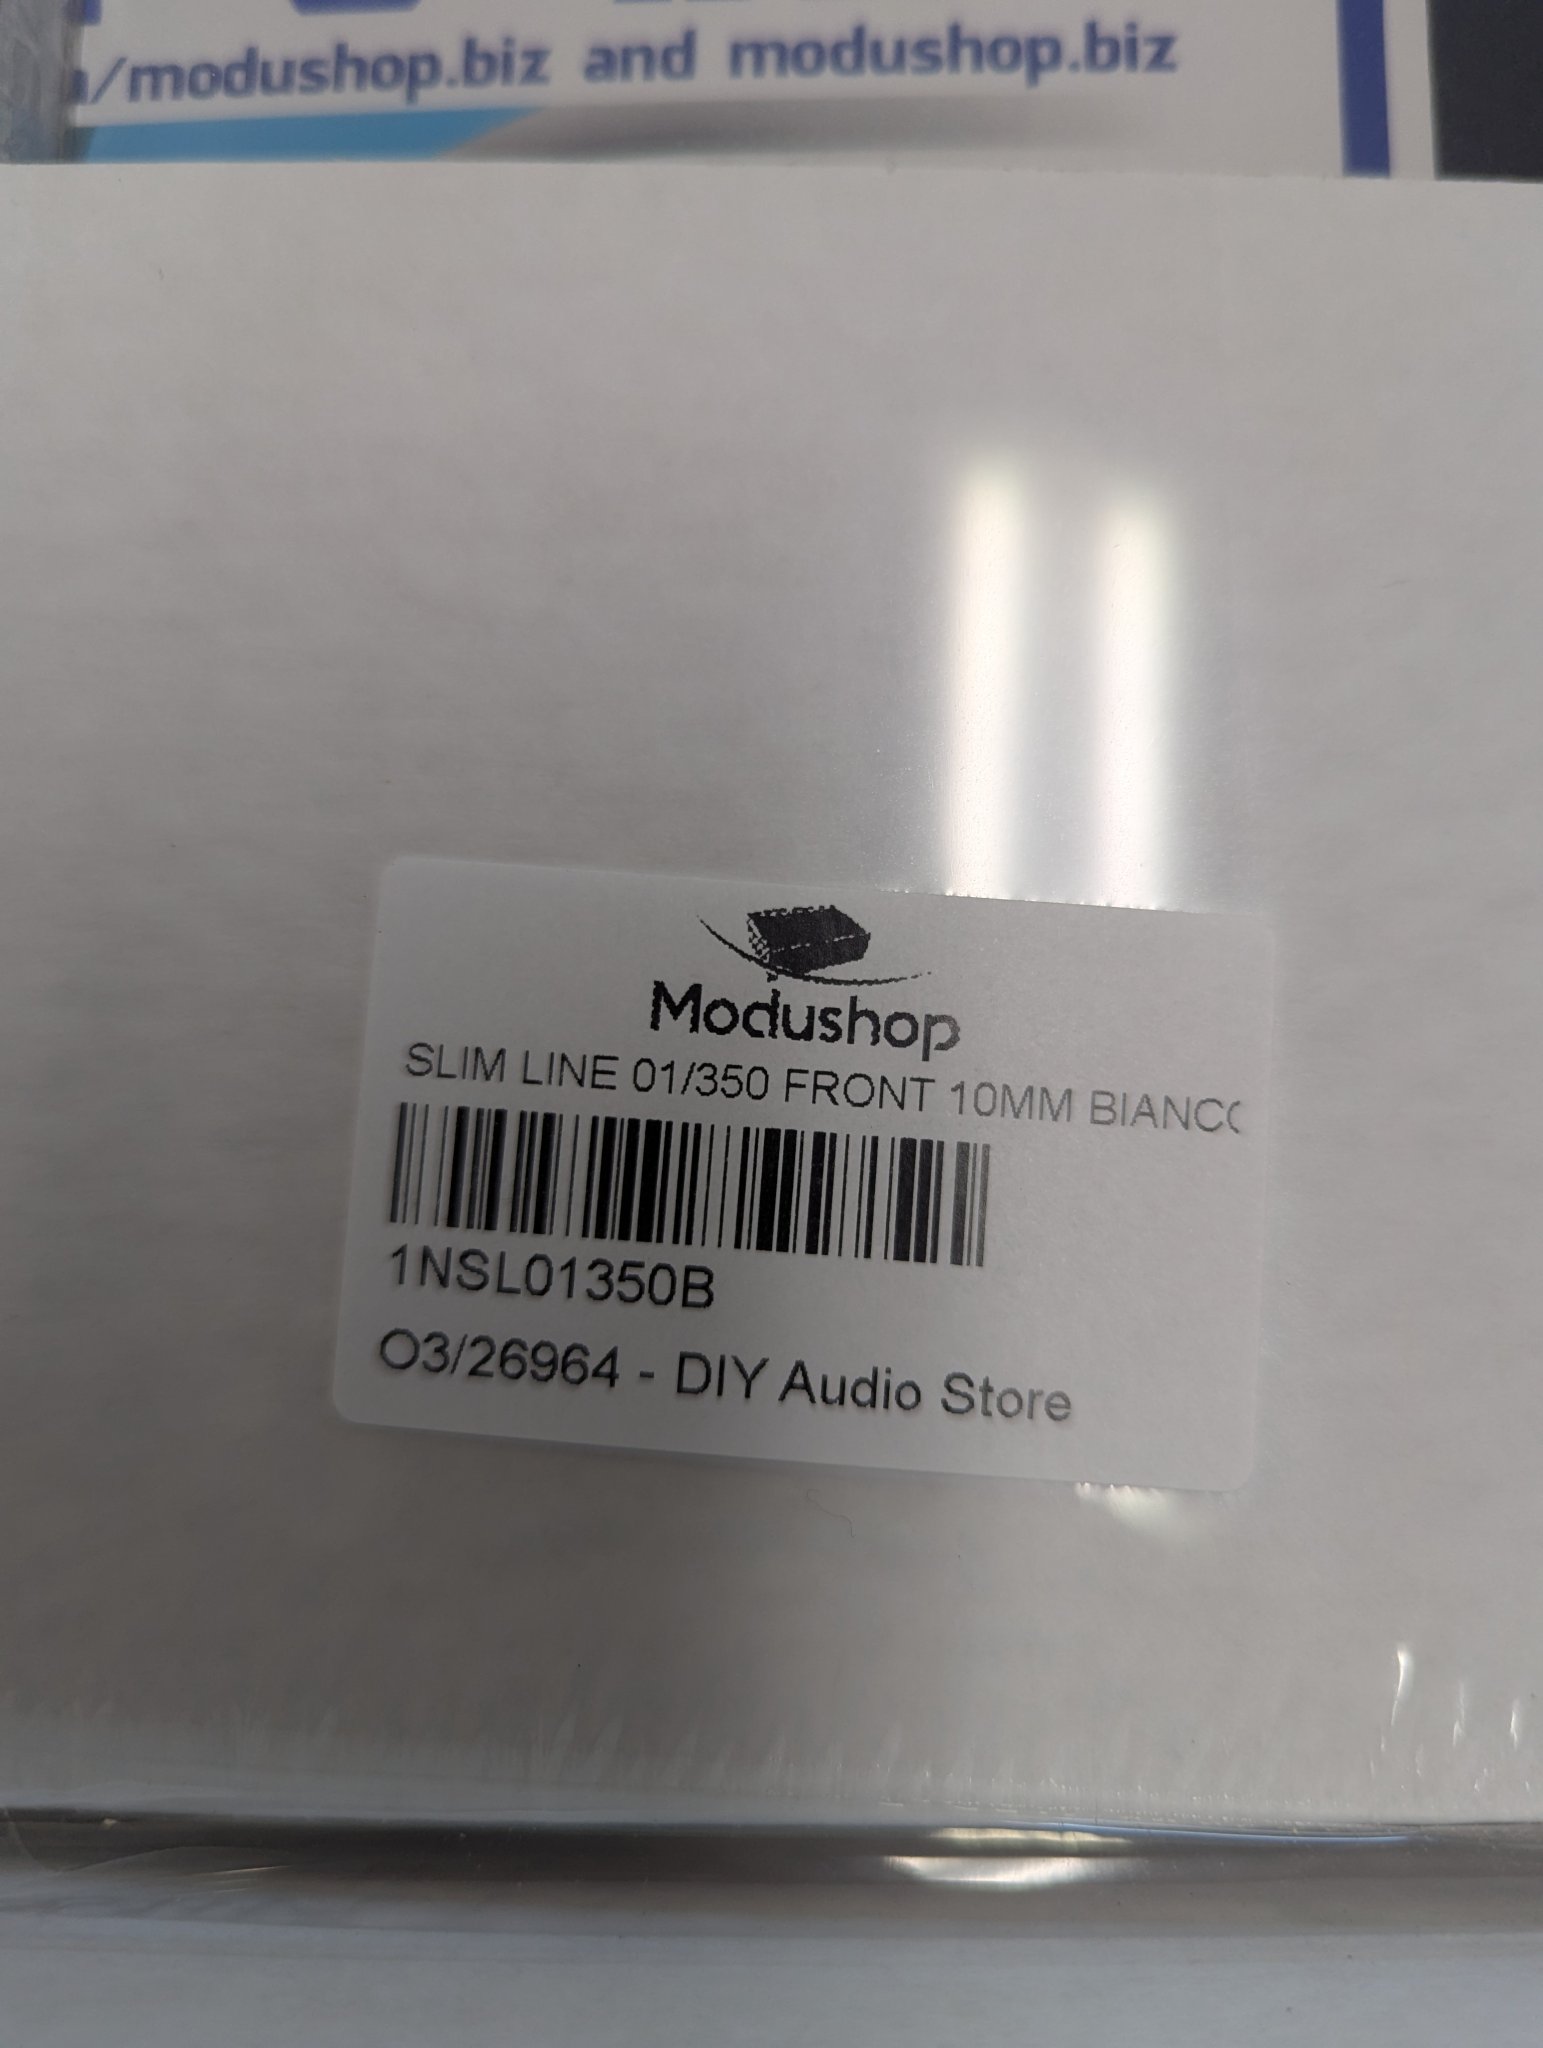 /modushop.biz and modushop.biz
Modushop
SLIM LINE 01/350 FRONT 10MM BIANCO
1NSL01350B
O3/26964 - DIY Audio Store